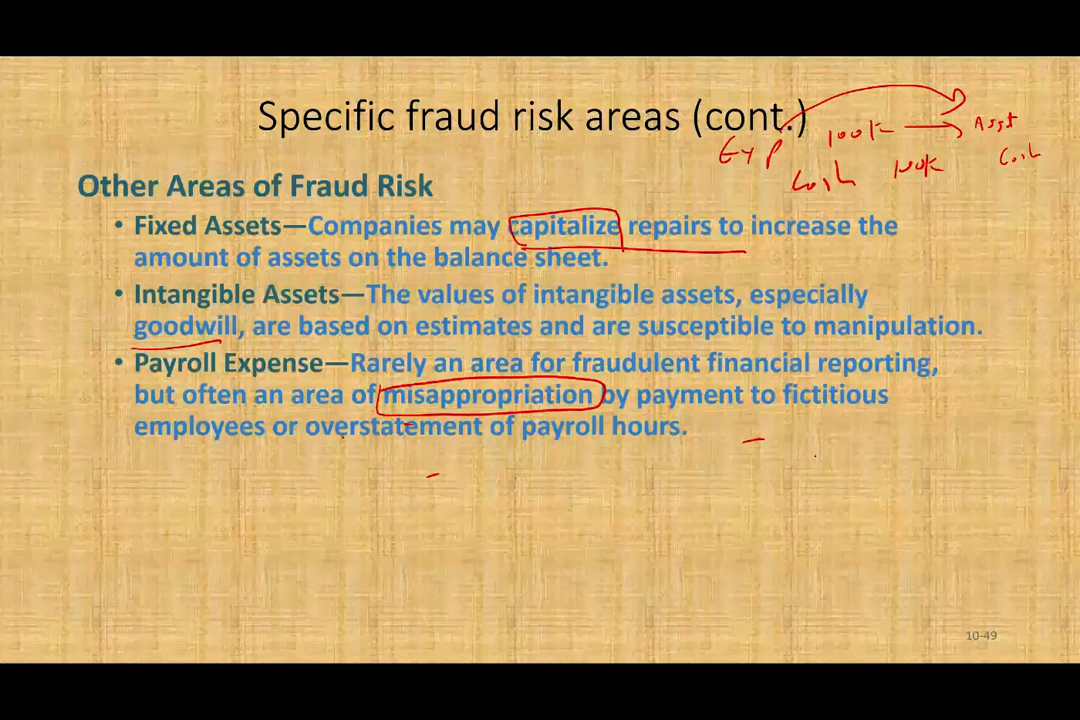 Specific fraud risk areas (cont.)
Exp 100k → Asset
Cash 100k Cash
Other Areas of Fraud Risk
• Fixed Assets—Companies may capitalize repairs to increase the
amount of assets on the balance sheet.
• Intangible Assets—The values of intangible assets, especially
goodwill, are based on estimates and are susceptible to manipulation.
• Payroll Expense—Rarely an area for fraudulent financial reporting,
but often an area of misappropriation by payment to fictitious
employees or overstatement of payroll hours.
10-49